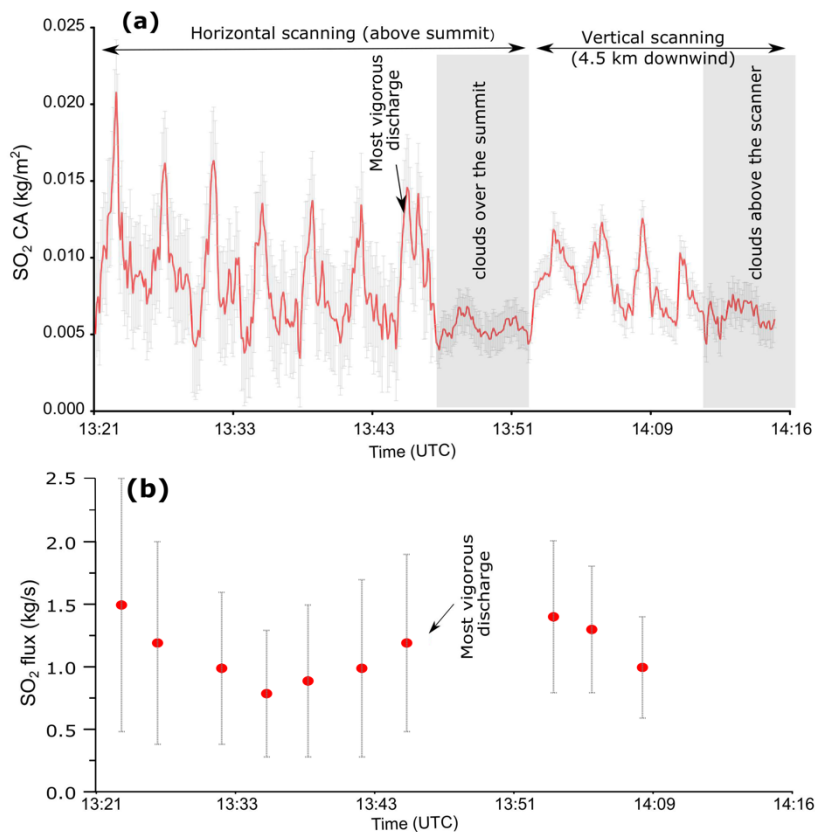 (a)
Horizontal scanning (above summit)
Vertical scanning
(4.5 km downwind)
Most vigorous
discharge
clouds over the summit
clouds above the scanner
SO2 CA (kg/m2)
0.025
0.020
0.015
0.010
0.005
0.000
13:21
13:33
13:43
13:51
14:09
14:16
Time (UTC)
(b)
Most vigorous
discharge
SO2 flux (kg/s)
2.5
2.0
1.5
1.0
0.5
0.0
13:21
13:33
13:43
13:51
14:09
14:16
Time (UTC)